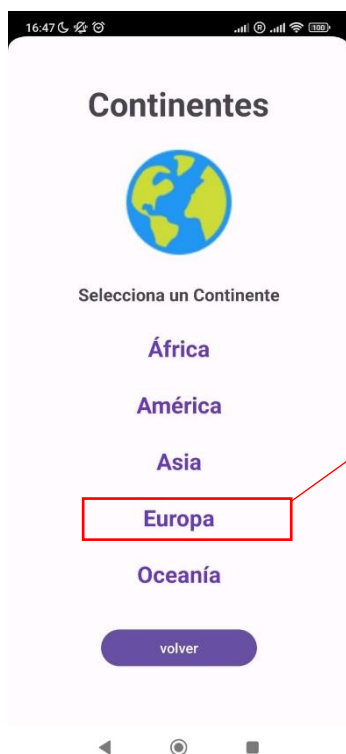 16:47
100
Continentes
Selecciona un Continente
África
América
Asia
Europa
Oceanía
volver